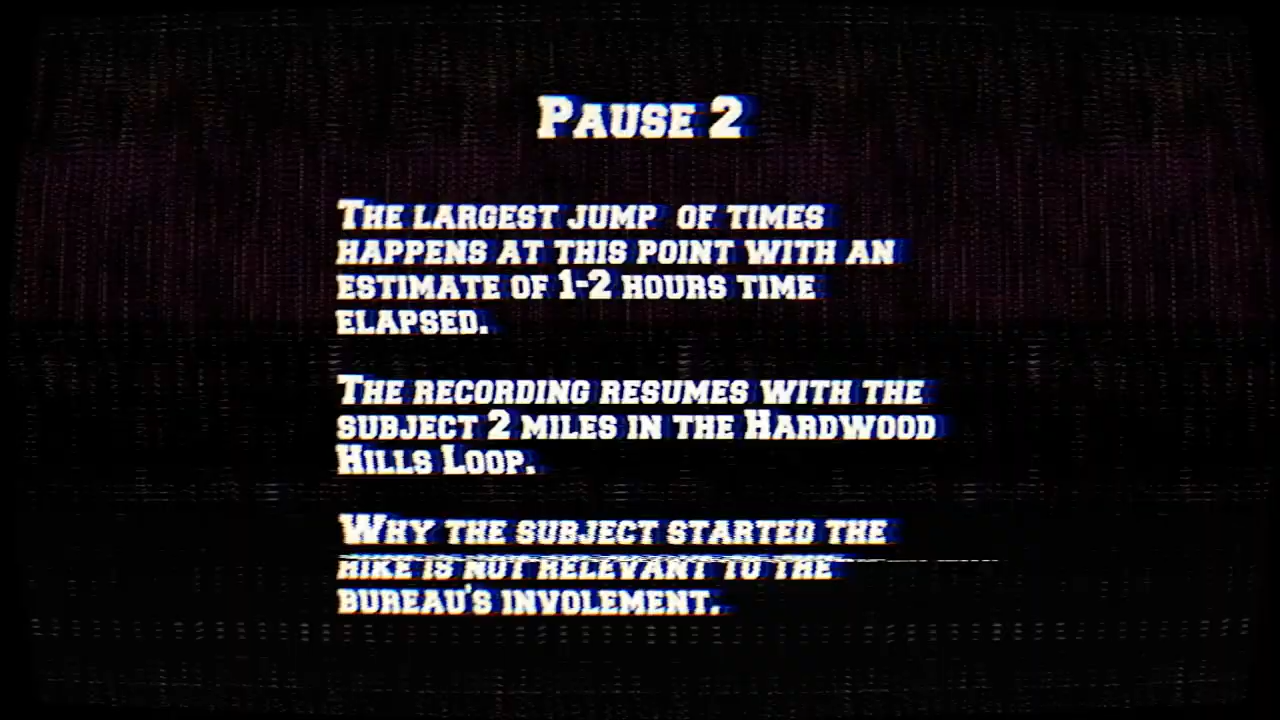 Pause 2
The largest jump of times
happens at this point with an
estimate of 1-2 hours time
elapsed.
The recording resumes with the
subject 2 miles in the Hardwood
Hills Loop.
Why the subject started the
hike is not relevant to the
bureau's involement.